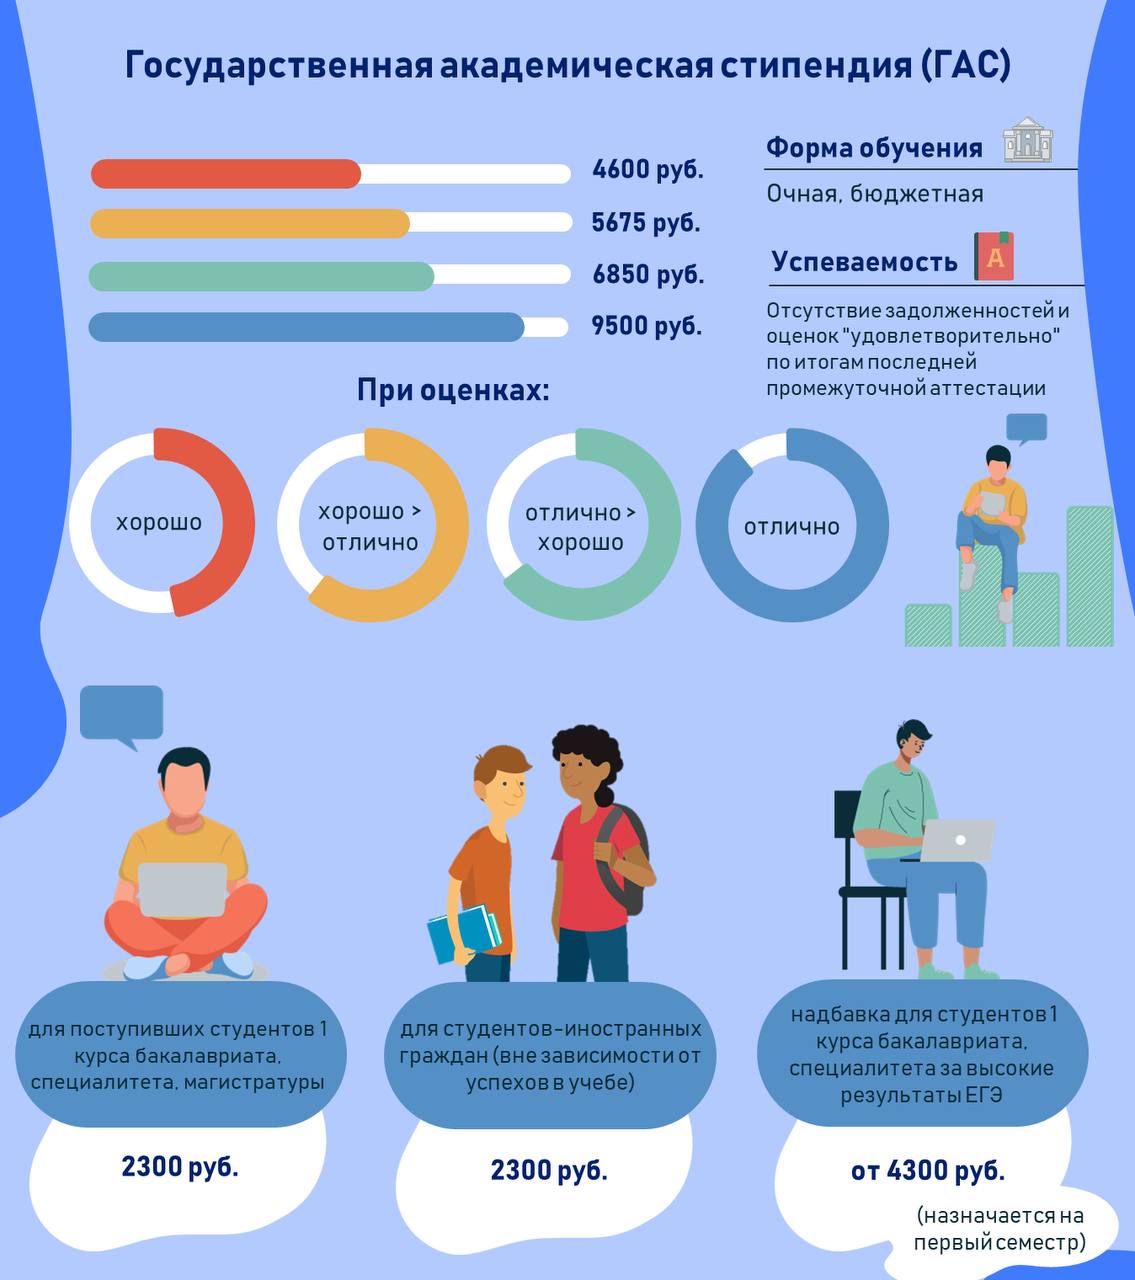 Государственная академическая стипендия (ГАС)
4600 руб.
5675 руб.
6850 руб.
9500 руб.
Форма обучения
Очная, бюджетная
Успеваемость
A
Отсутствие задолженностей и
оценок "удовлетворительно"
по итогам последней
промежуточной аттестации
При оценках:
хорошо
хорошо >
отлично
отлично >
хорошо
отлично
для поступивших студентов 1
курса бакалавриата,
специалитета, магистратуры
2300 руб.
для студентов-иностранных
граждан (вне зависимости от
успехов в учебе)
2300 руб.
надбавка для студентов 1
курса бакалавриата,
специалитета за высокие
результаты ЕГЭ
от 4300 руб.
(назначается на
первый семестр)